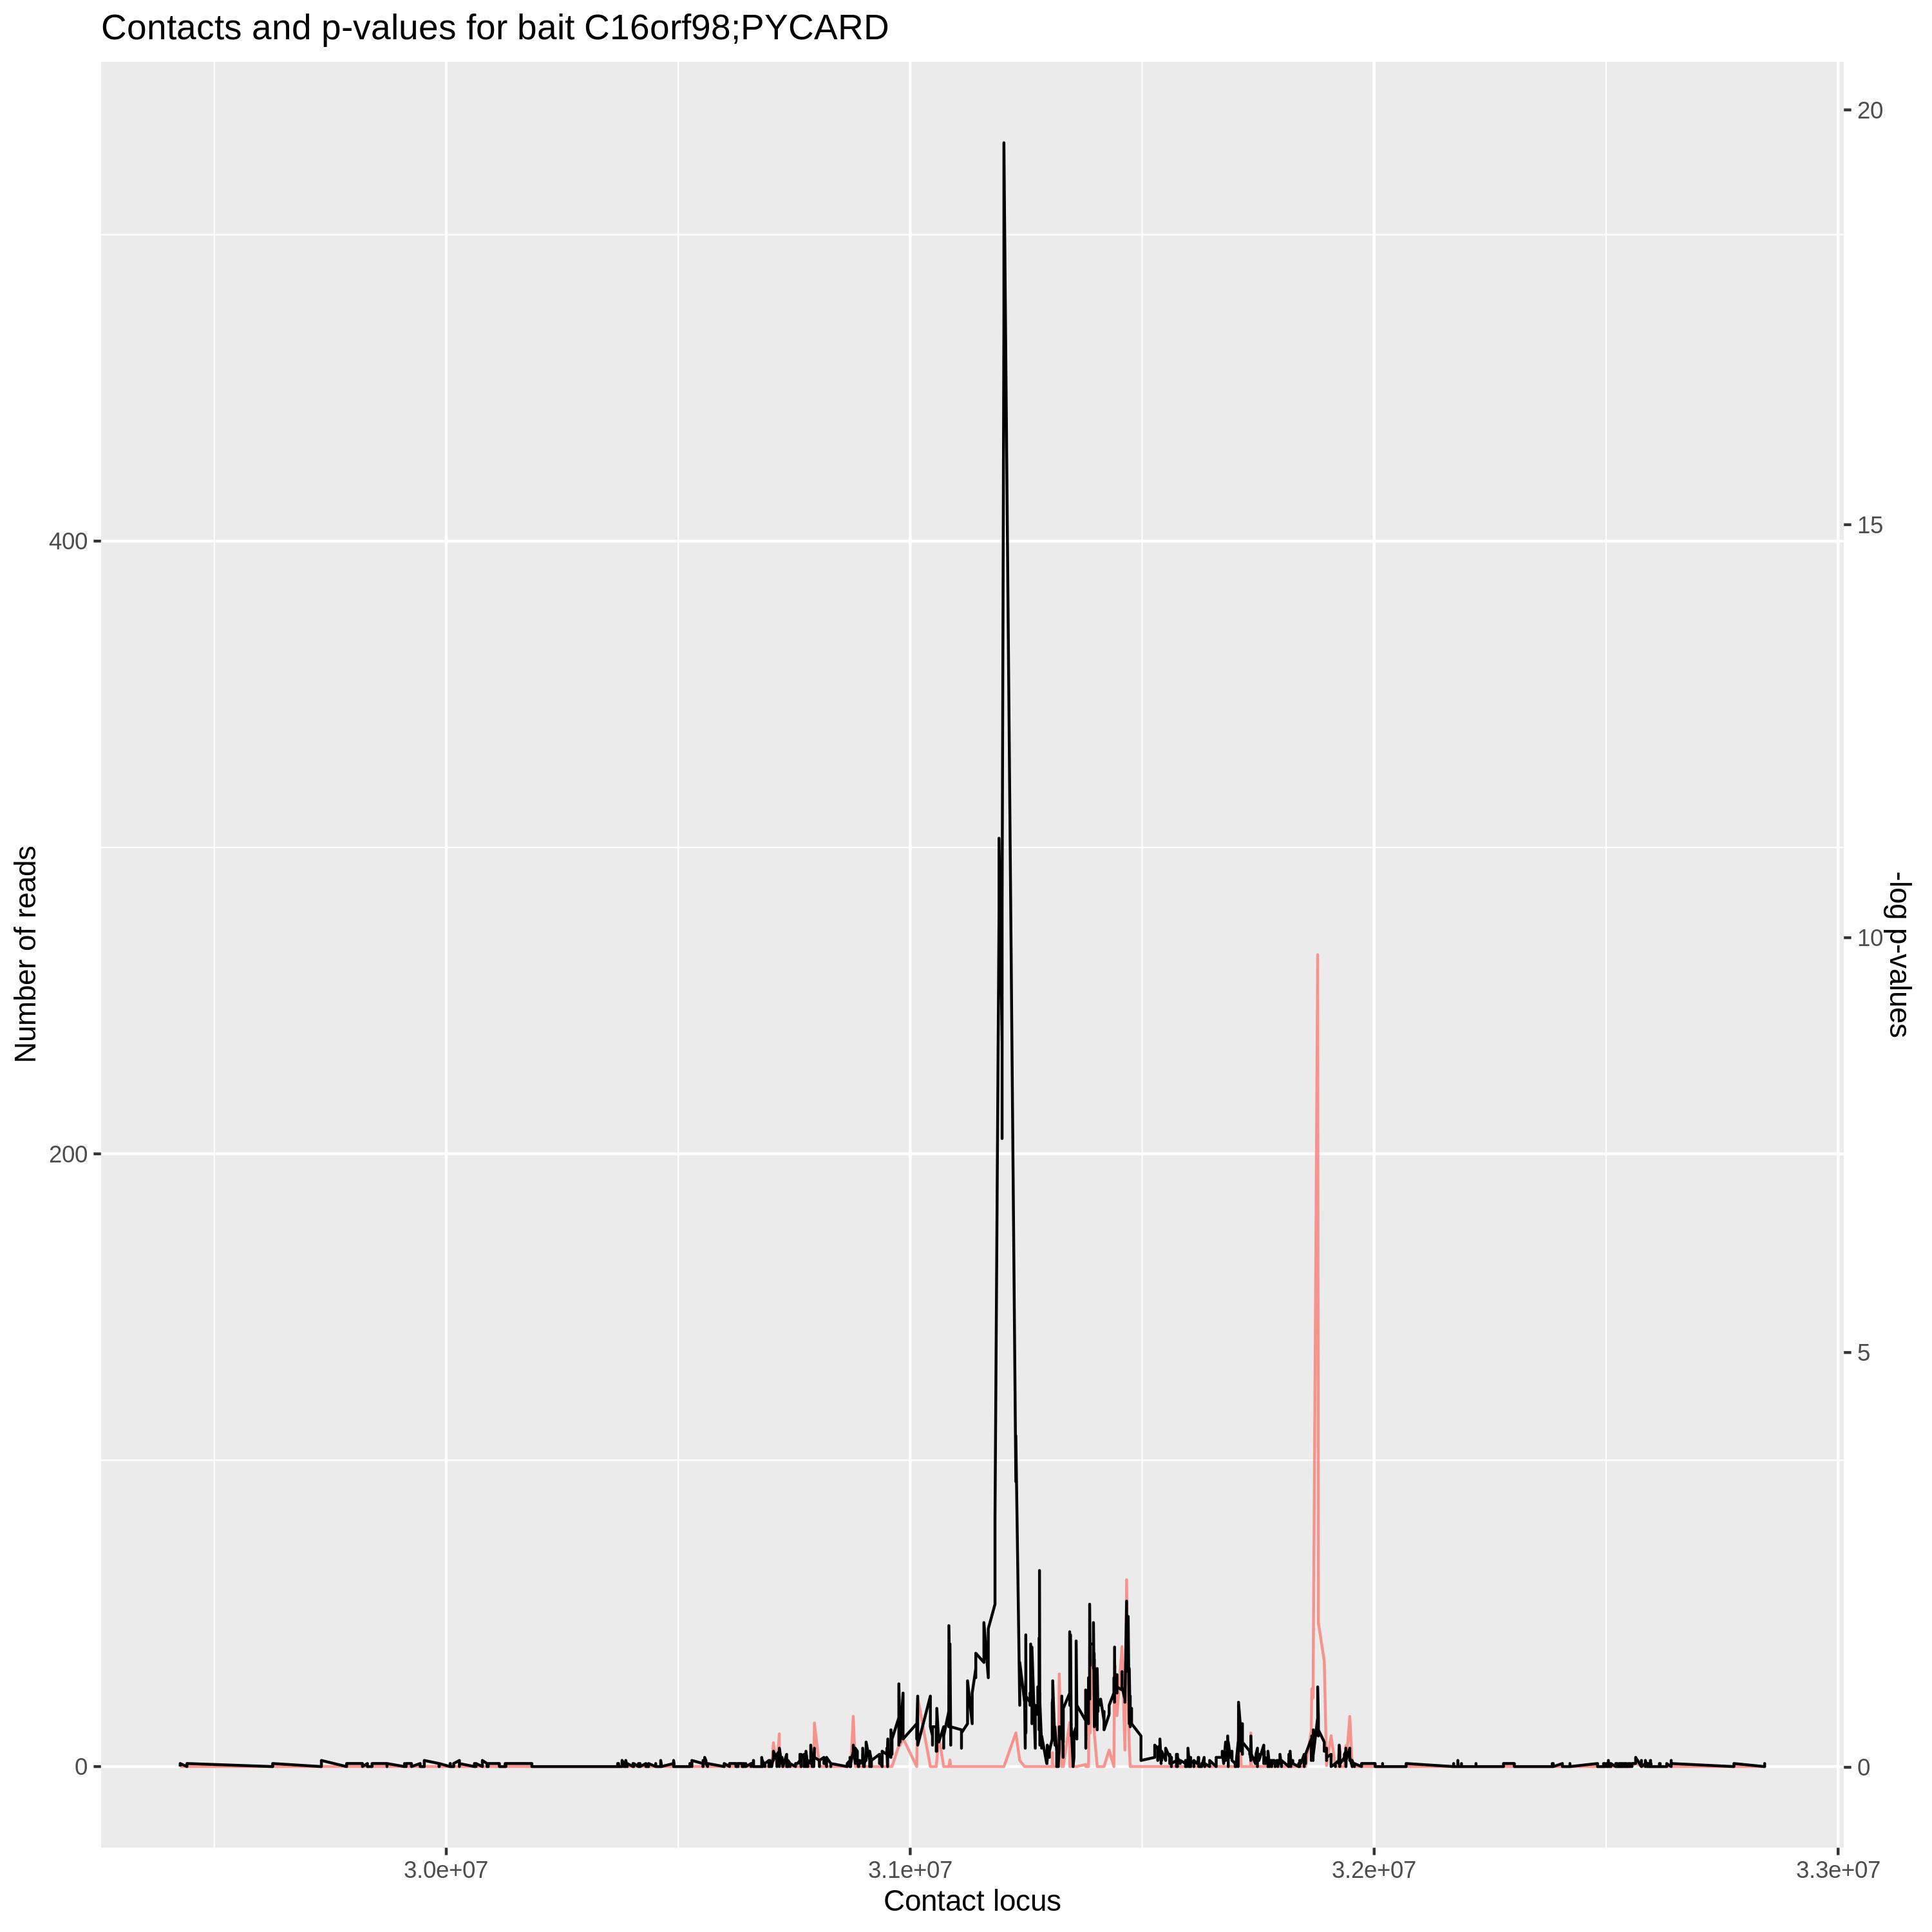 Contacts and p-values for bait C16orf98;PYCARD
Number of reads
400
200
0
20
15
10
5
0
-log p-values
3.0e+07
3.1e+07
3.2e+07
3.3e+07
Contact locus